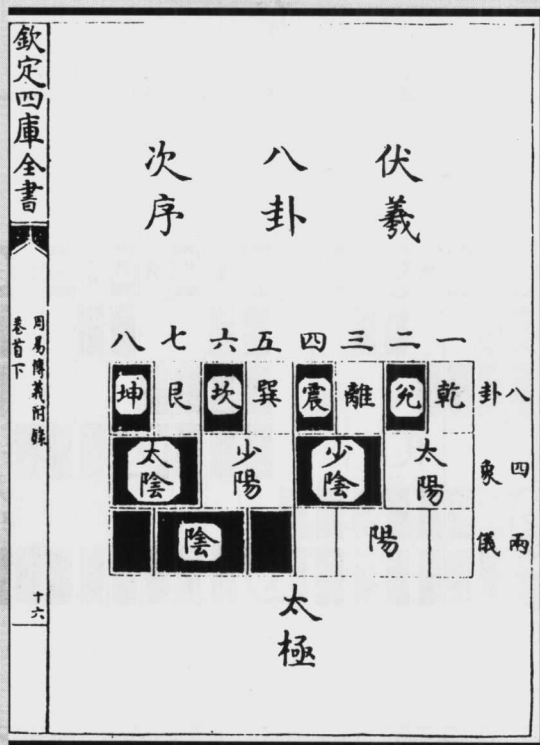 欽定四庫全書
周易傳義附錄
卷首下
十六
伏羲
八卦
次序
一二三四五六七八
八卦
乾兌離震巽坎艮坤
四象
太陽
少陰
少陽
太陰
兩儀
陽
陰
太極